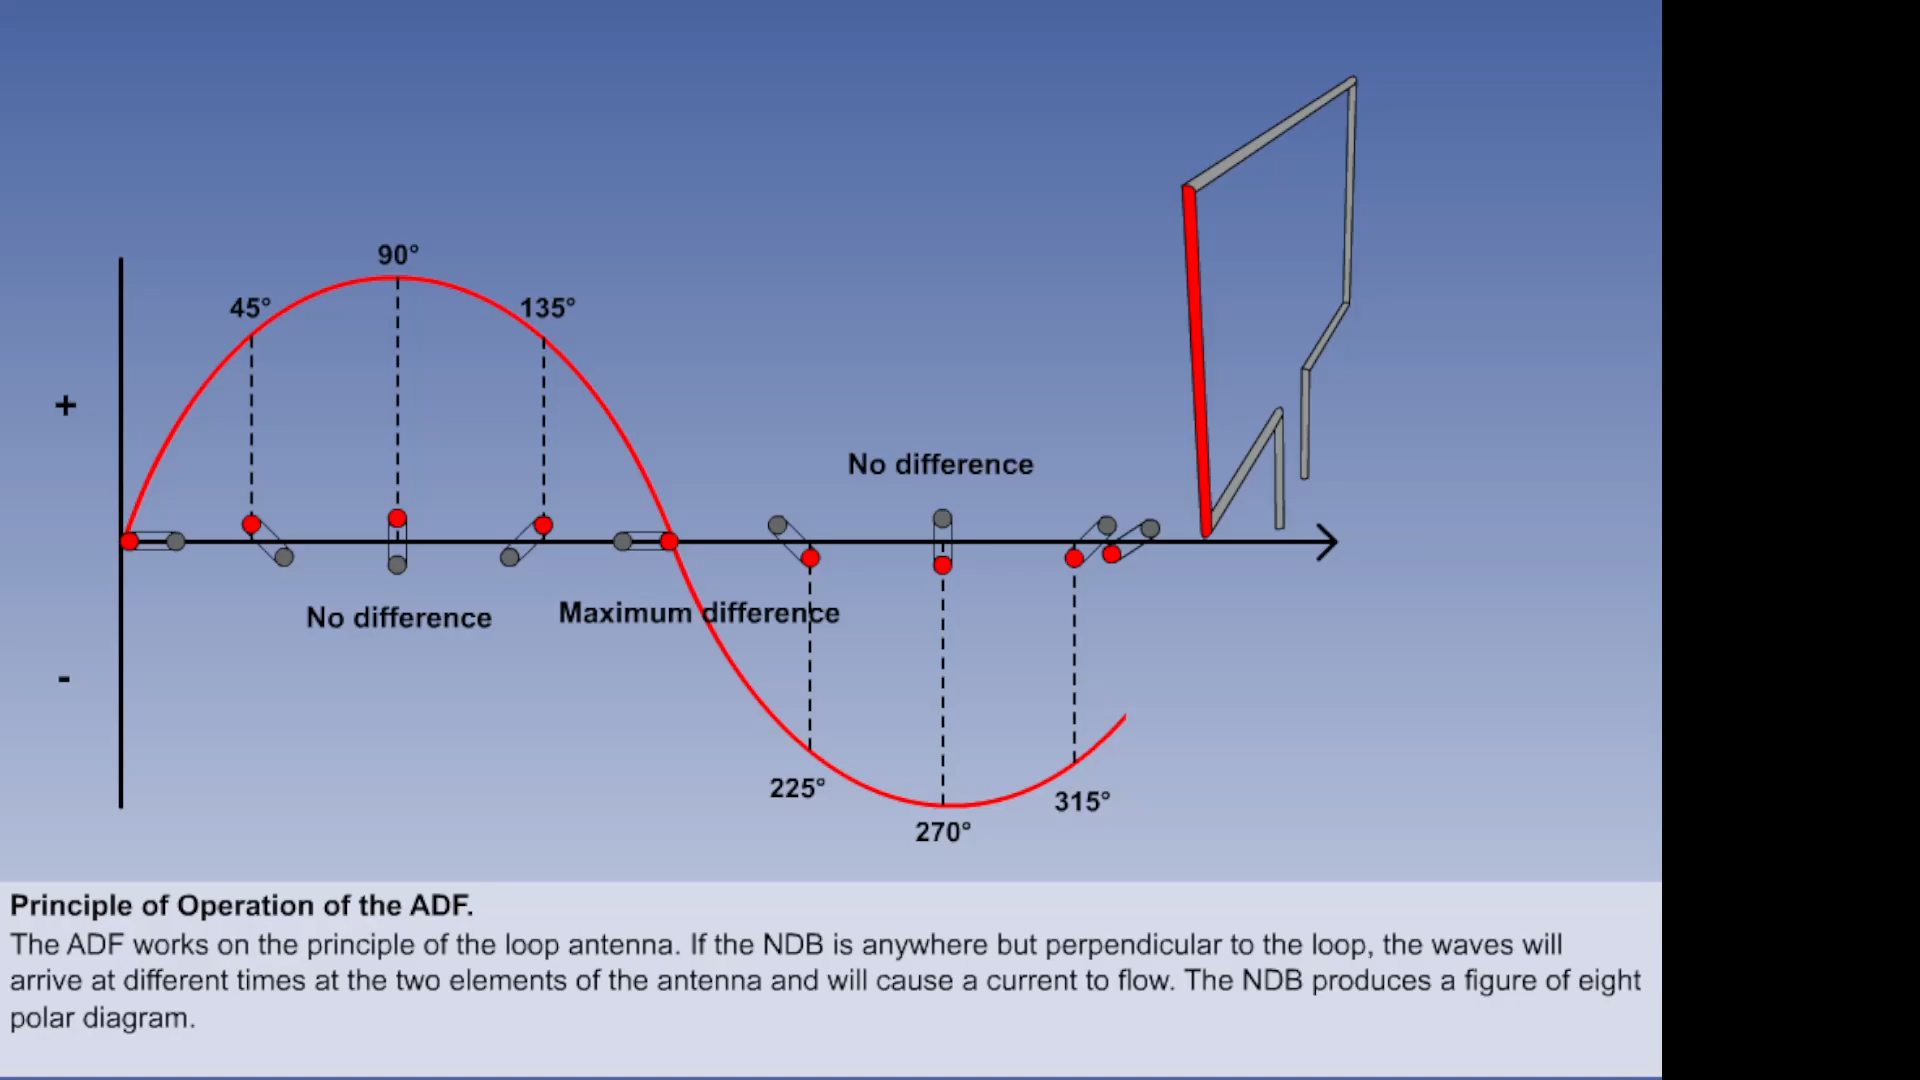 90°
45°
135°
+
No difference
No difference
Maximum difference
-
225°
315°
270°
Principle of Operation of the ADF.
The ADF works on the principle of the loop antenna. If the NDB is anywhere but perpendicular to the loop, the waves will
arrive at different times at the two elements of the antenna and will cause a current to flow. The NDB produces a figure of eight
polar diagram.